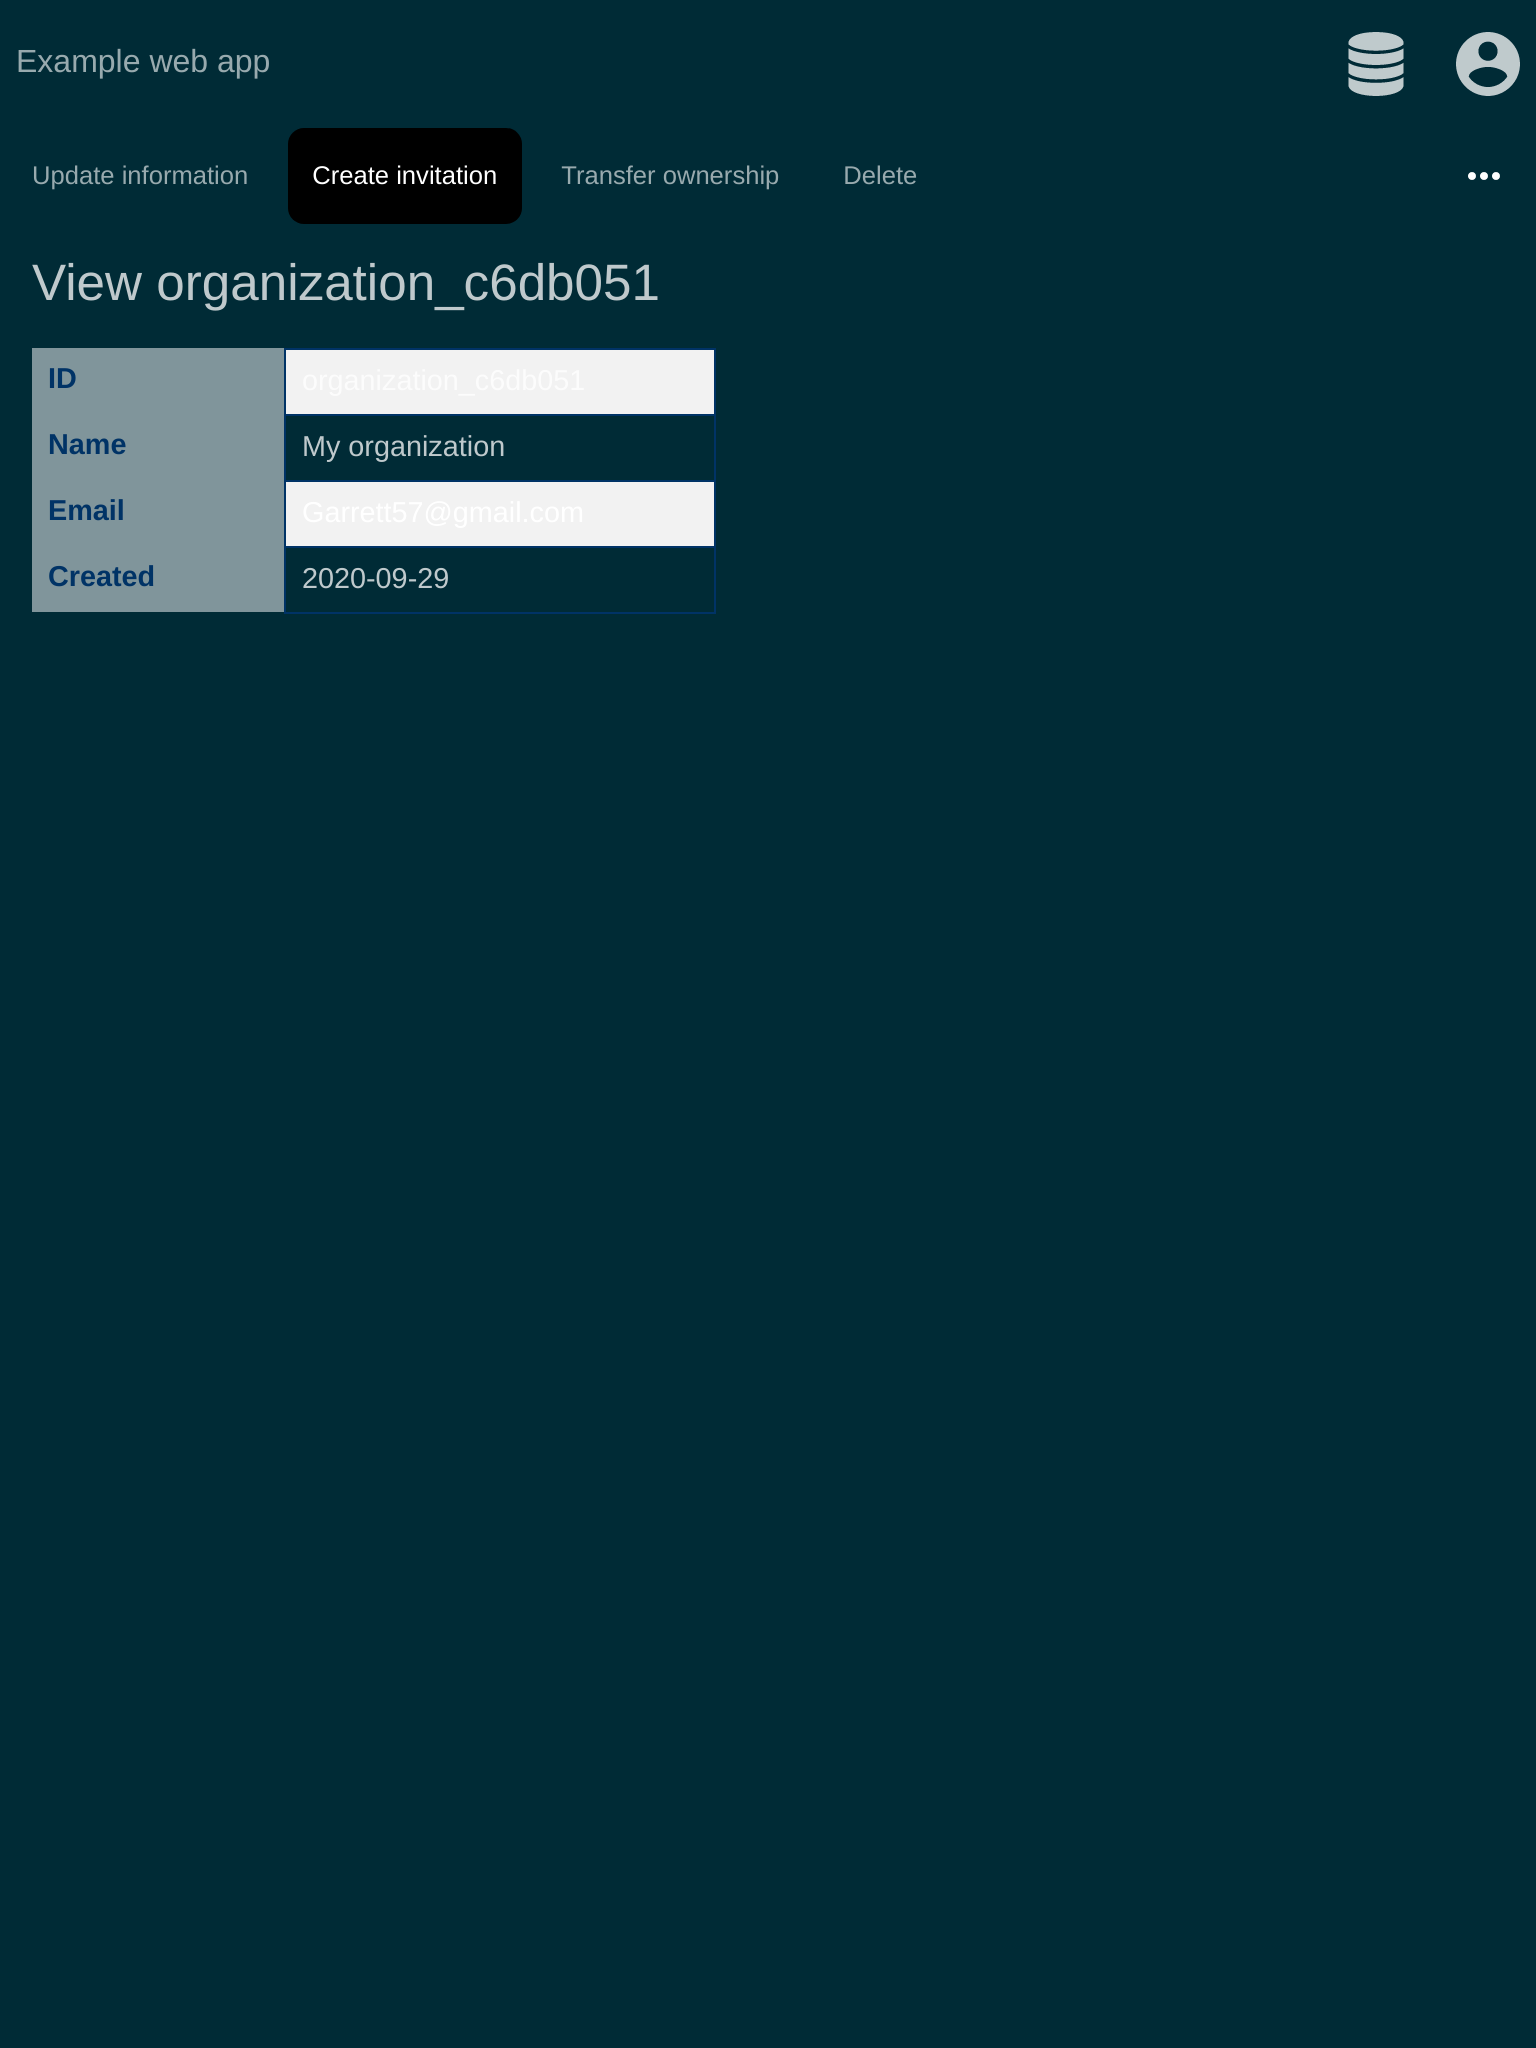 Example web app
Update information
Create invitation
Transfer ownership
Delete
View organization_c6db051
ID
organization_c6db051
Name
My organization
Email
Garrett57@gmail.com
Created
2020-09-29